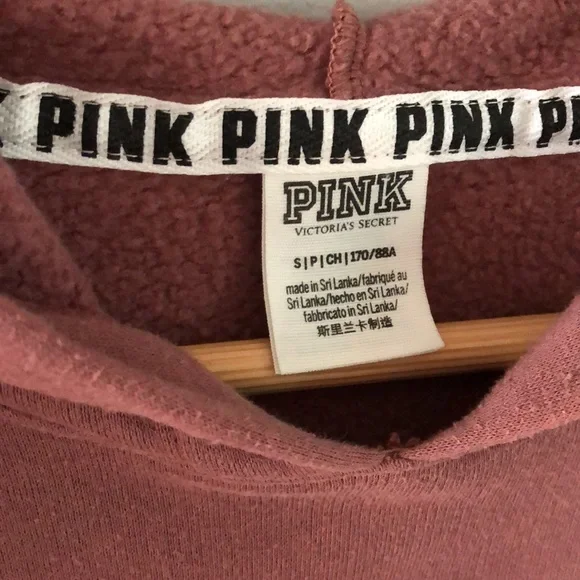 PINK PINK PINK PI
PINK
VICTORIA'S SECRET
S|P|CH|170/88A
made in Sri Lanka/fabriqué au
Sri Lanka/hecho en Sri Lanka/
fabbricato in Sri Lanka/
斯里兰卡制造